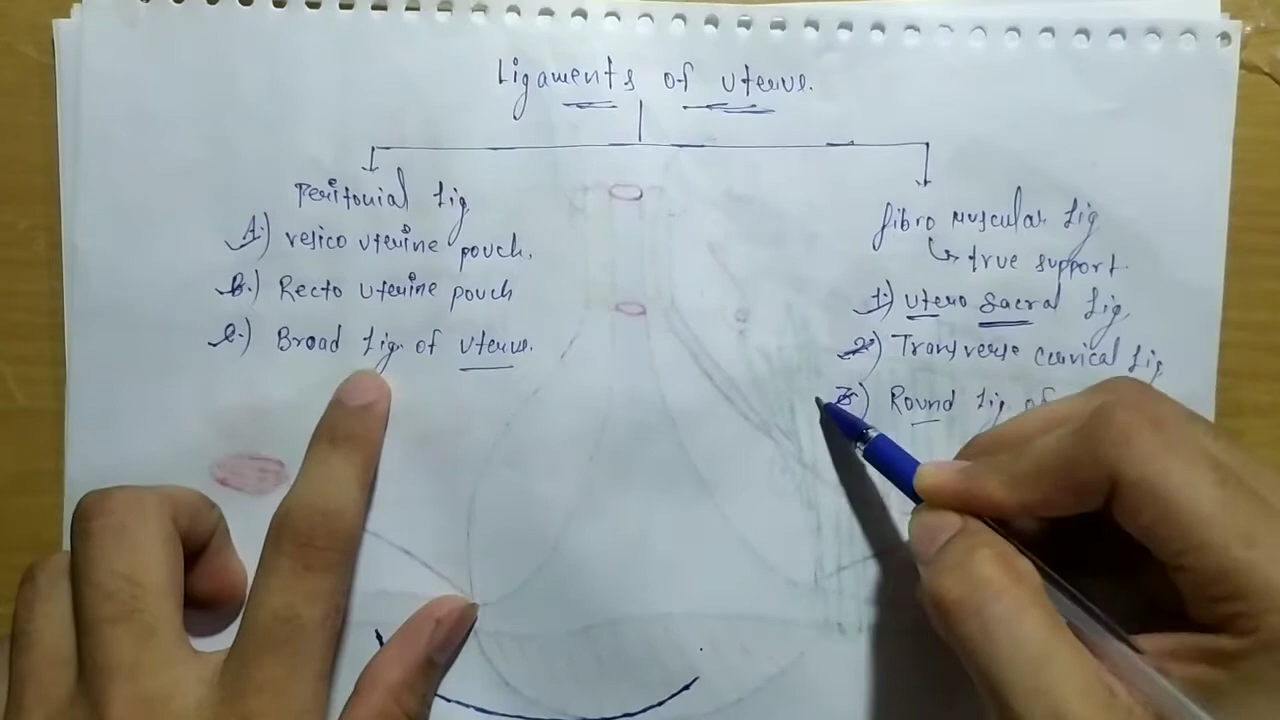 Ligaments of uterus.
Peritonial Lig
A.) vesico uterine pouch.
B.) Recto uterine pouch
C.) Broad Lig. of uterus.
fibro muscular Lig
true support.
1.) utero sacral Lig.
2.) Transverse cervical Lig
3.) Round Lig of